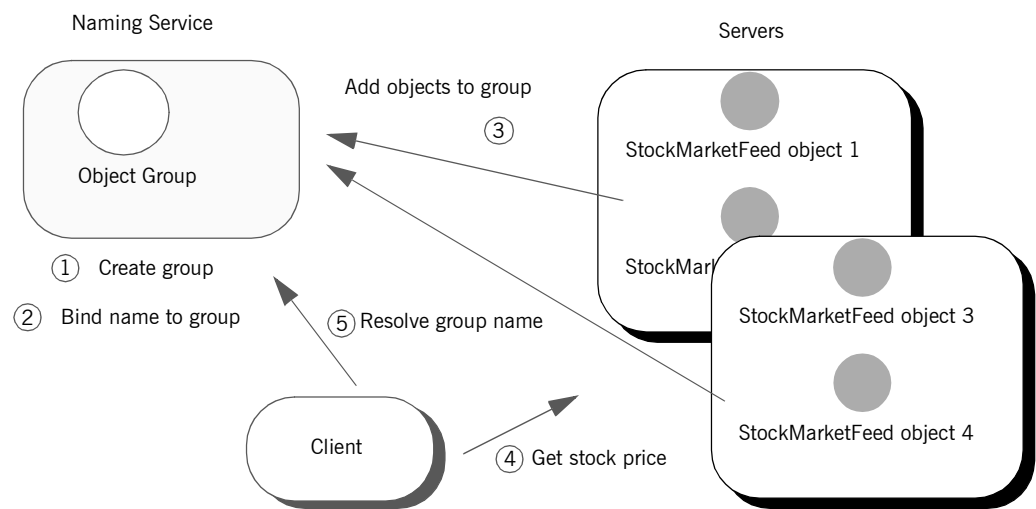 Naming Service
Servers
Add objects to group
3
StockMarketFeed object 1
Object Group
StockMar
1 Create group
2 Bind name to group
5 Resolve group name
StockMarketFeed object 3
StockMarketFeed object 4
Client
4 Get stock price